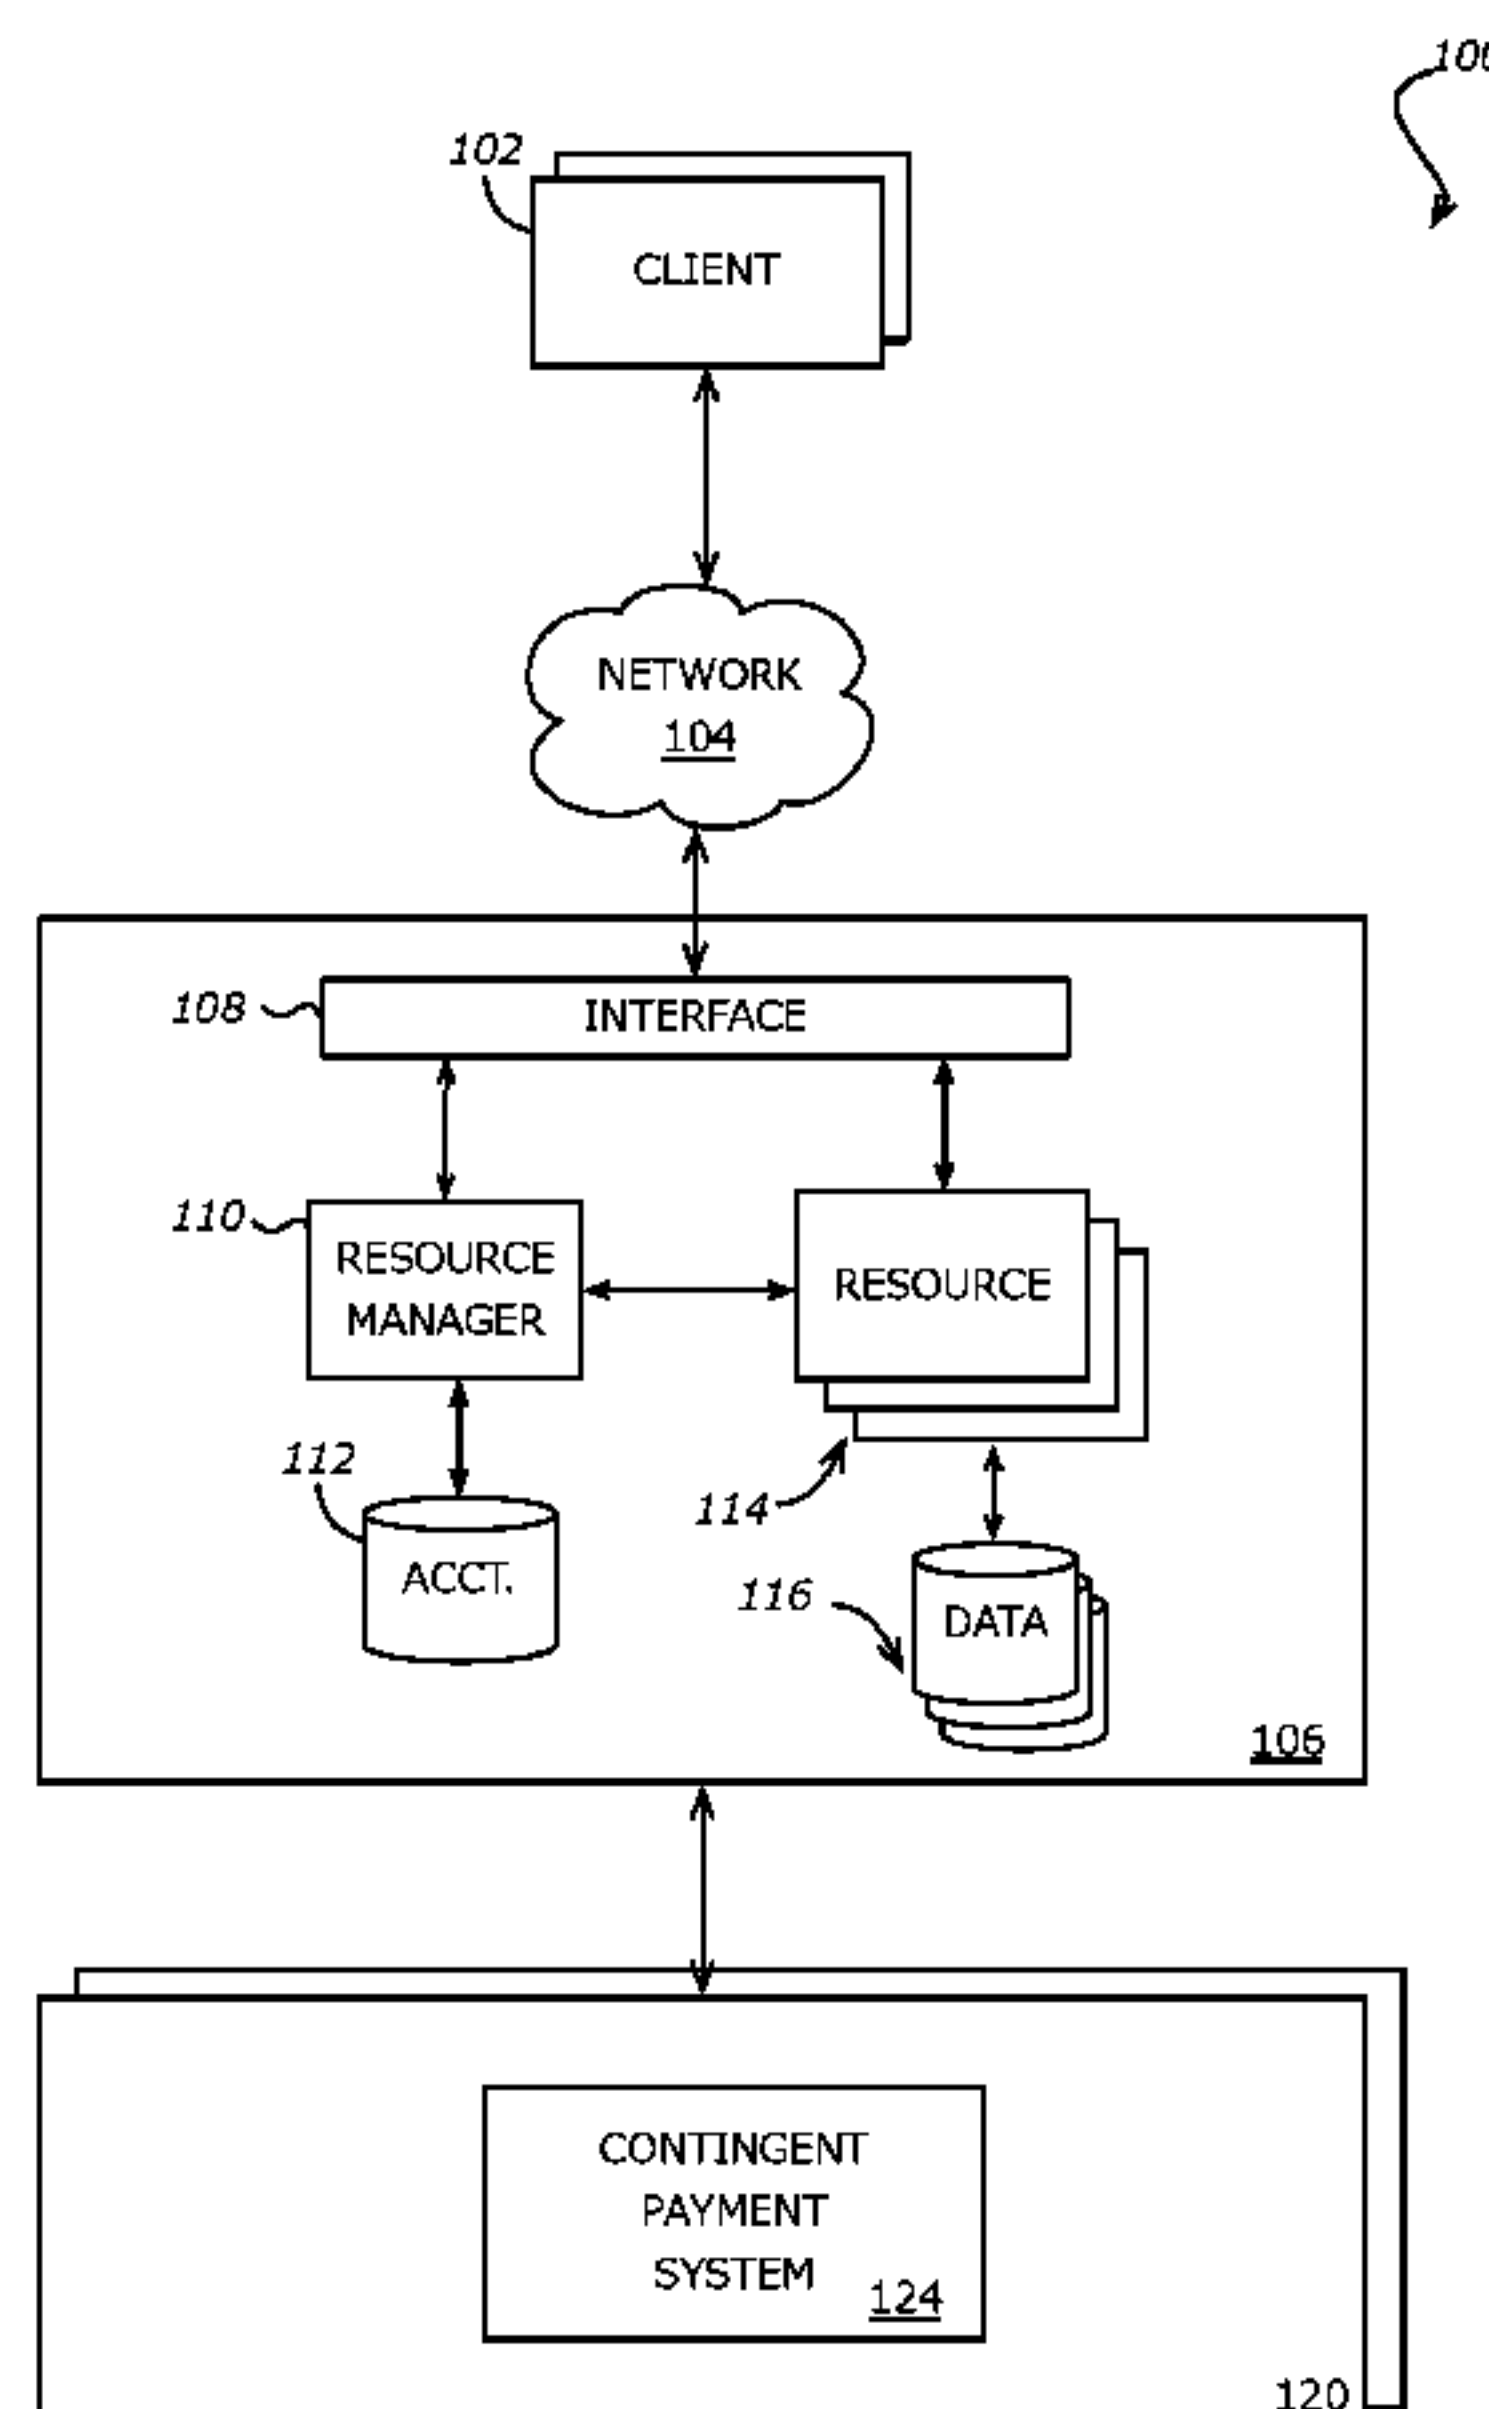 100
102
CLIENT
NETWORK
104
108
INTERFACE
110
RESOURCE
MANAGER
RESOURCE
112
ACCT.
114
116
DATA
106
CONTINGENT
PAYMENT
SYSTEM
124
120